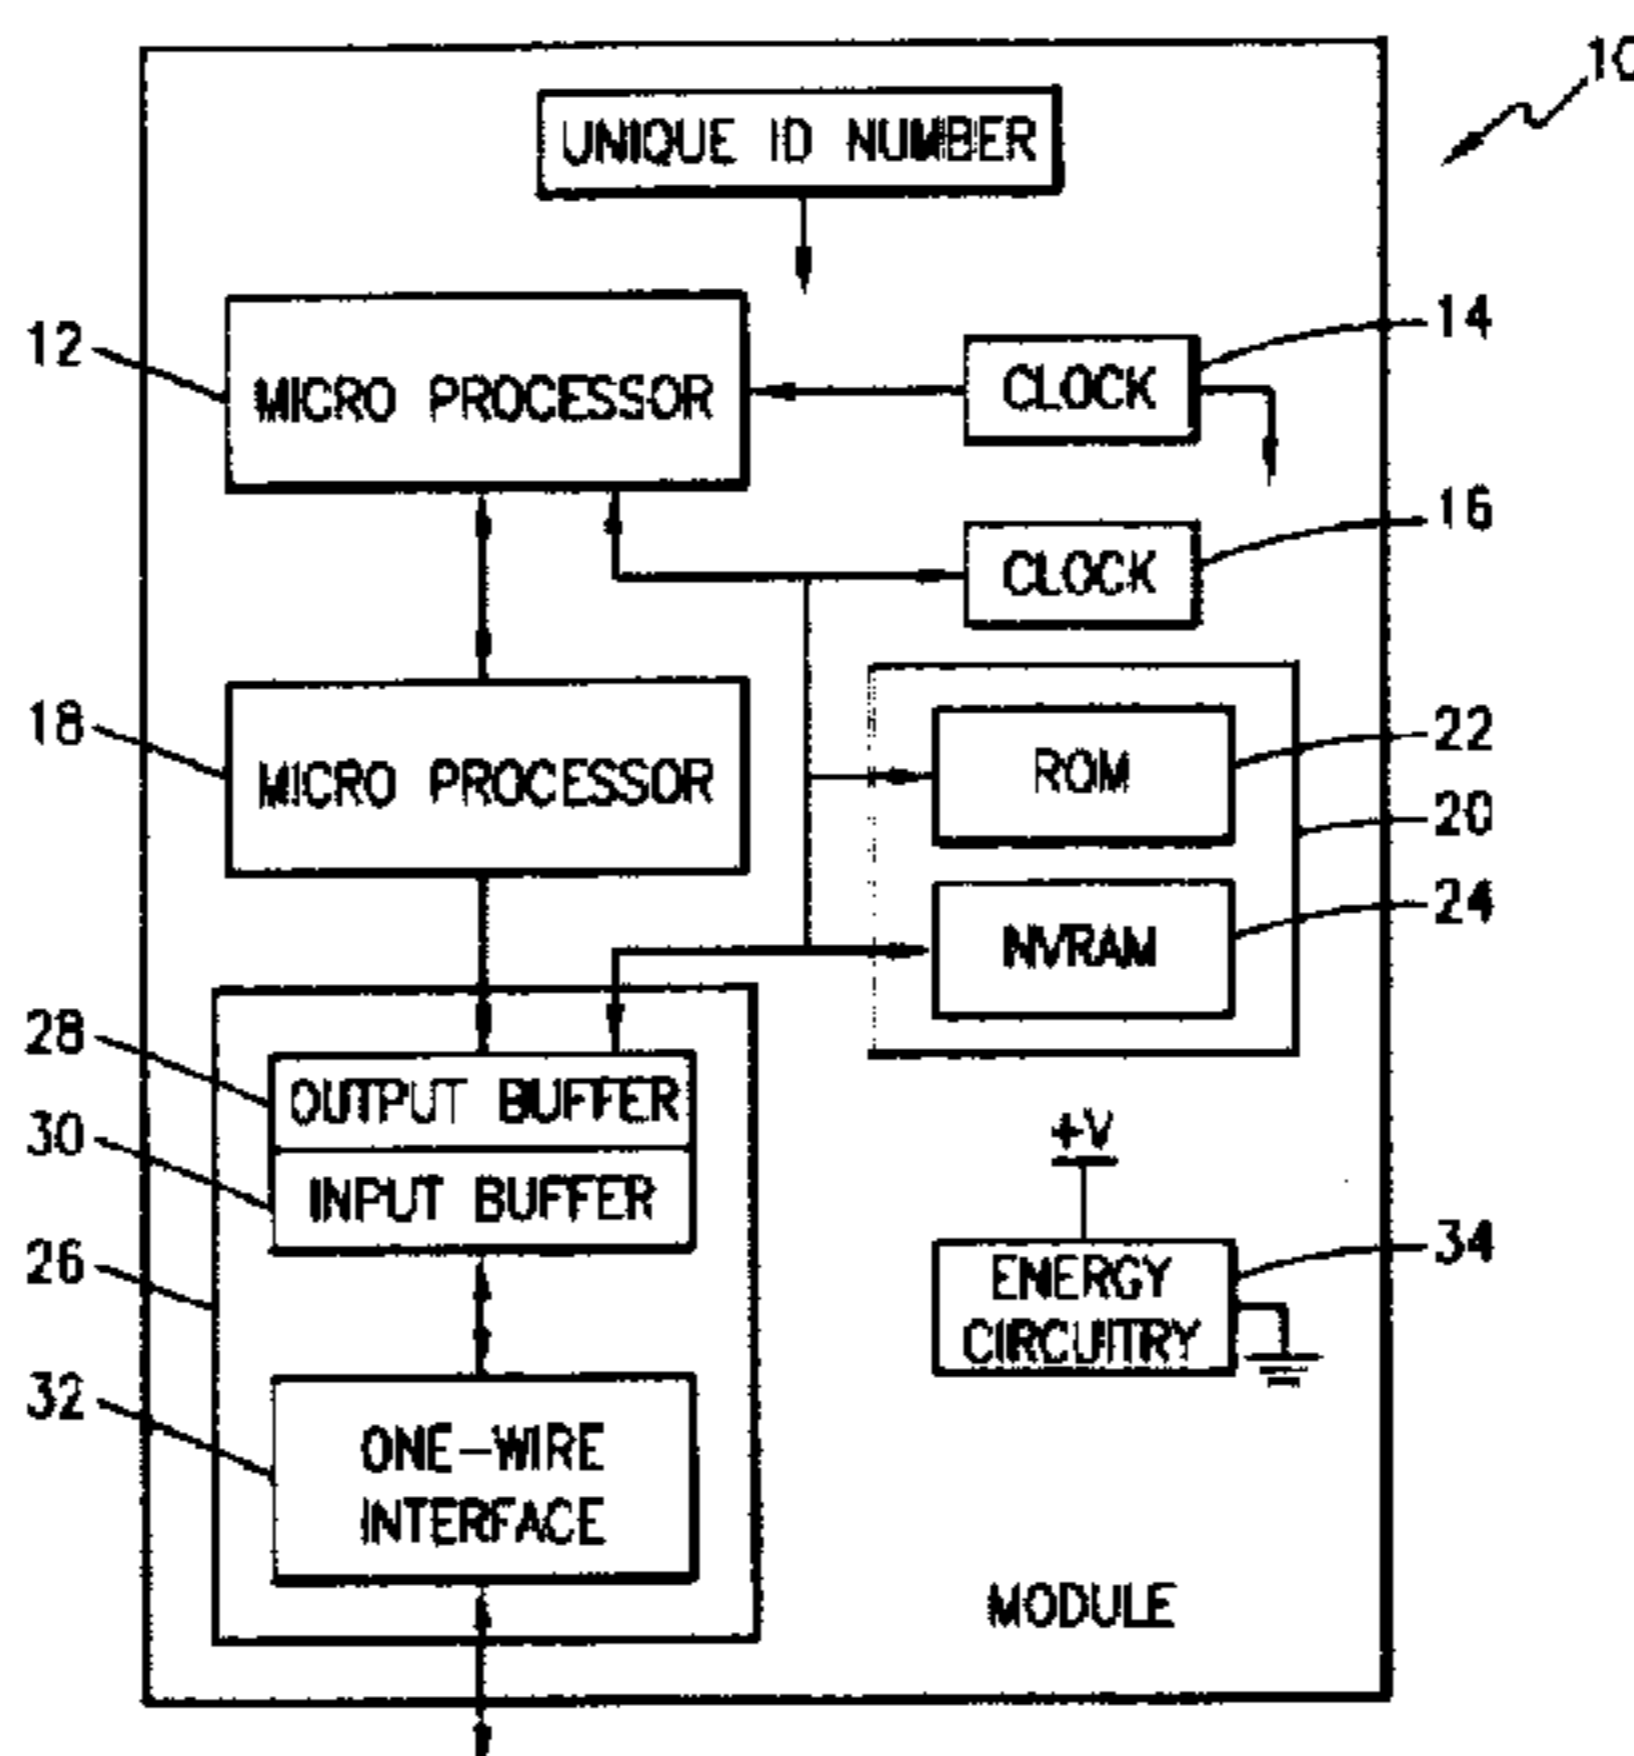 10
UNIQUE ID NUMBER
12
MICRO PROCESSOR
CLOCK
14
CLOCK
16
18
MICRO PROCESSOR
ROM
22
20
NVRAM
24
28
OUTPUT BUFFER
30
INPUT BUFFER
+V
26
ENERGY
CIRCUITRY
34
32
ONE-WIRE
INTERFACE
MODULE